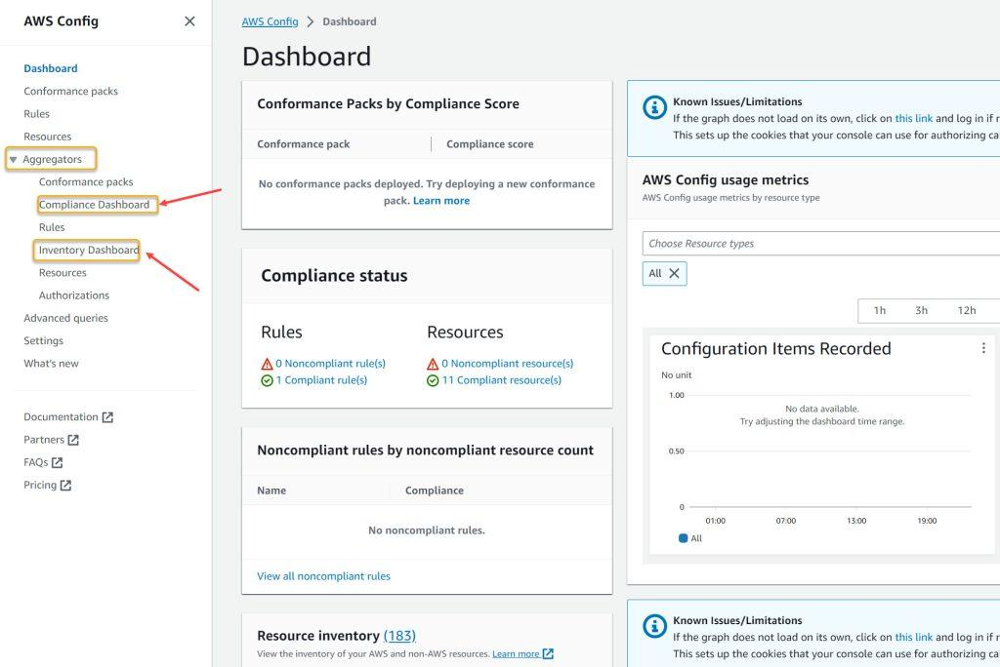 AWS Config
Dashboard
Conformance packs
Rules
Resources
Aggregators
Conformance packs
Compliance Dashboard
Rules
Inventory Dashboard
Resources
Authorizations
Advanced queries
Settings
What's new
Documentation
Partners
FAQs
Pricing
AWS Config > Dashboard
Dashboard
Conformance Packs by Compliance Score
Conformance pack Compliance score
No conformance packs deployed. Try deploying a new conformance
pack. Learn more
Compliance status
Rules Resources
0 Noncompliant rule(s) 0 Noncompliant resource(s)
1 Compliant rule(s) 11 Compliant resource(s)
Noncompliant rules by noncompliant resource count
Name Compliance
No noncompliant rules.
View all noncompliant rules
Resource inventory (183)
View the inventory of your AWS and non-AWS resources. Learn more
Known Issues/Limitations
If the graph does not load on its own, click on this link and log in if r
This sets up the cookies that your console can use for authorizing ca
AWS Config usage metrics
AWS Config usage metrics by resource type
Choose Resource types
All
1h 3h 12h
Configuration Items Recorded
No unit
1.00
No data available.
Try adjusting the dashboard time range.
0.50
0
01:00 07:00 13:00 19:00
All
Known Issues/Limitations
If the graph does not load on its own, click on this link and log in if r
This sets up the cookies that your console can use for authorizing ca